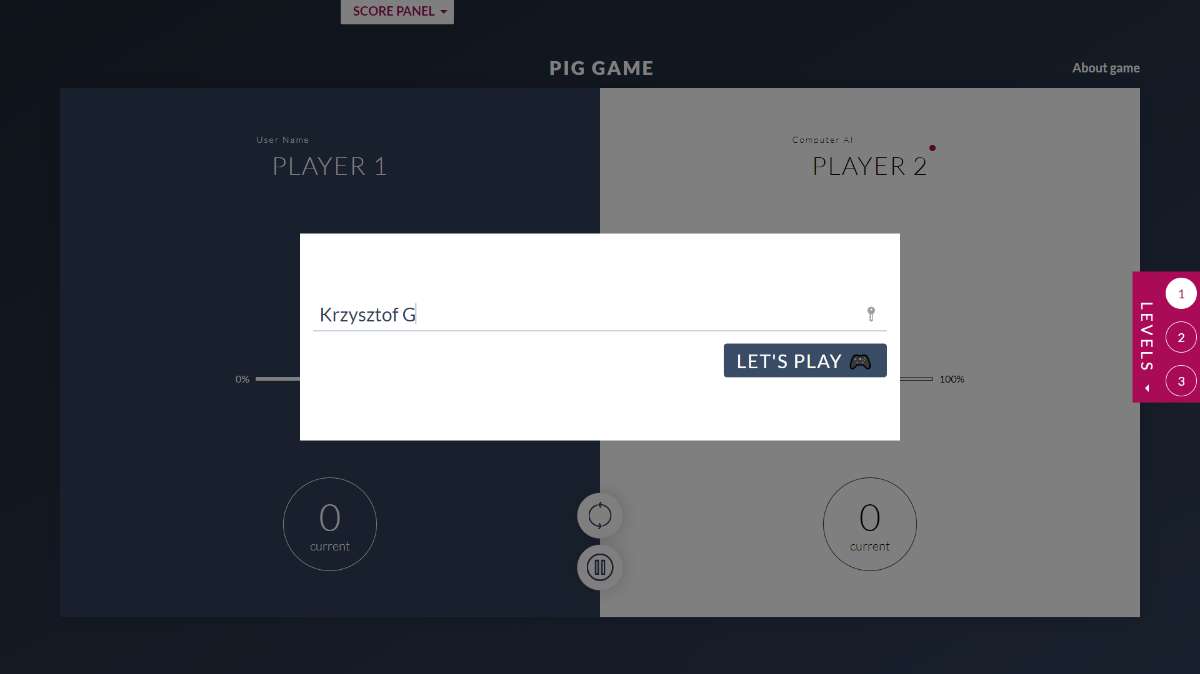 SCORE PANEL
PIG GAME
About game
User Name
PLAYER 1
Computer AI
PLAYER 2
Krzysztof G
LET'S PLAY
0%
100%
LEVELS
1
2
3
0
current
0
current